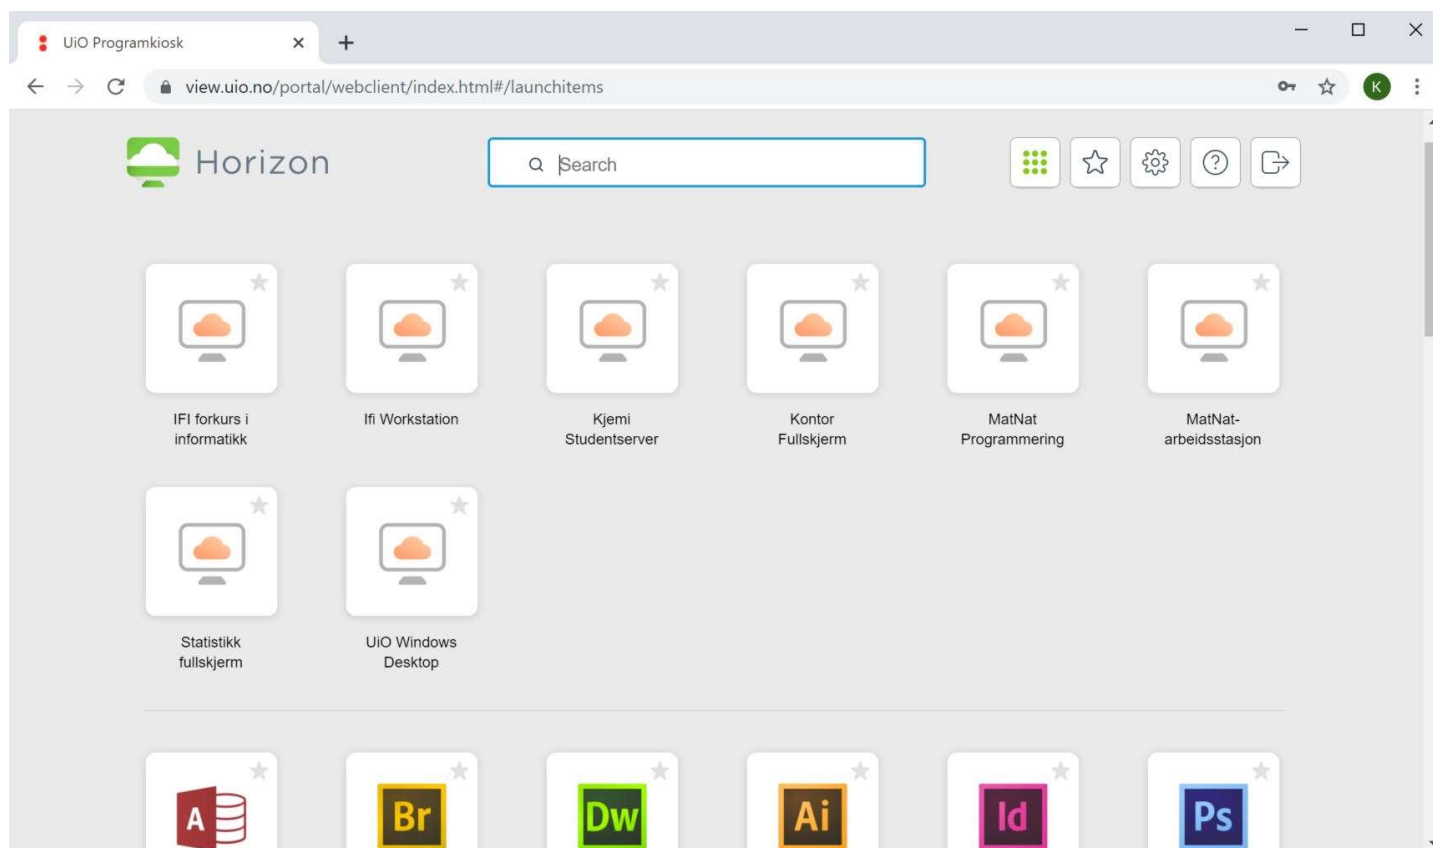 UiO Programkiosk
view.uio.no/portal/webclient/index.html#/launchitems
K
Horizon
Search
IFI forkurs i
informatikk
Ifi Workstation
Kjemi
Studentserver
Kontor
Fullskjerm
MatNat
Programmering
MatNat-
arbeidsstasjon
Statistikk
fullskjerm
UiO Windows
Desktop
A
Br
Dw
Ai
Id
Ps